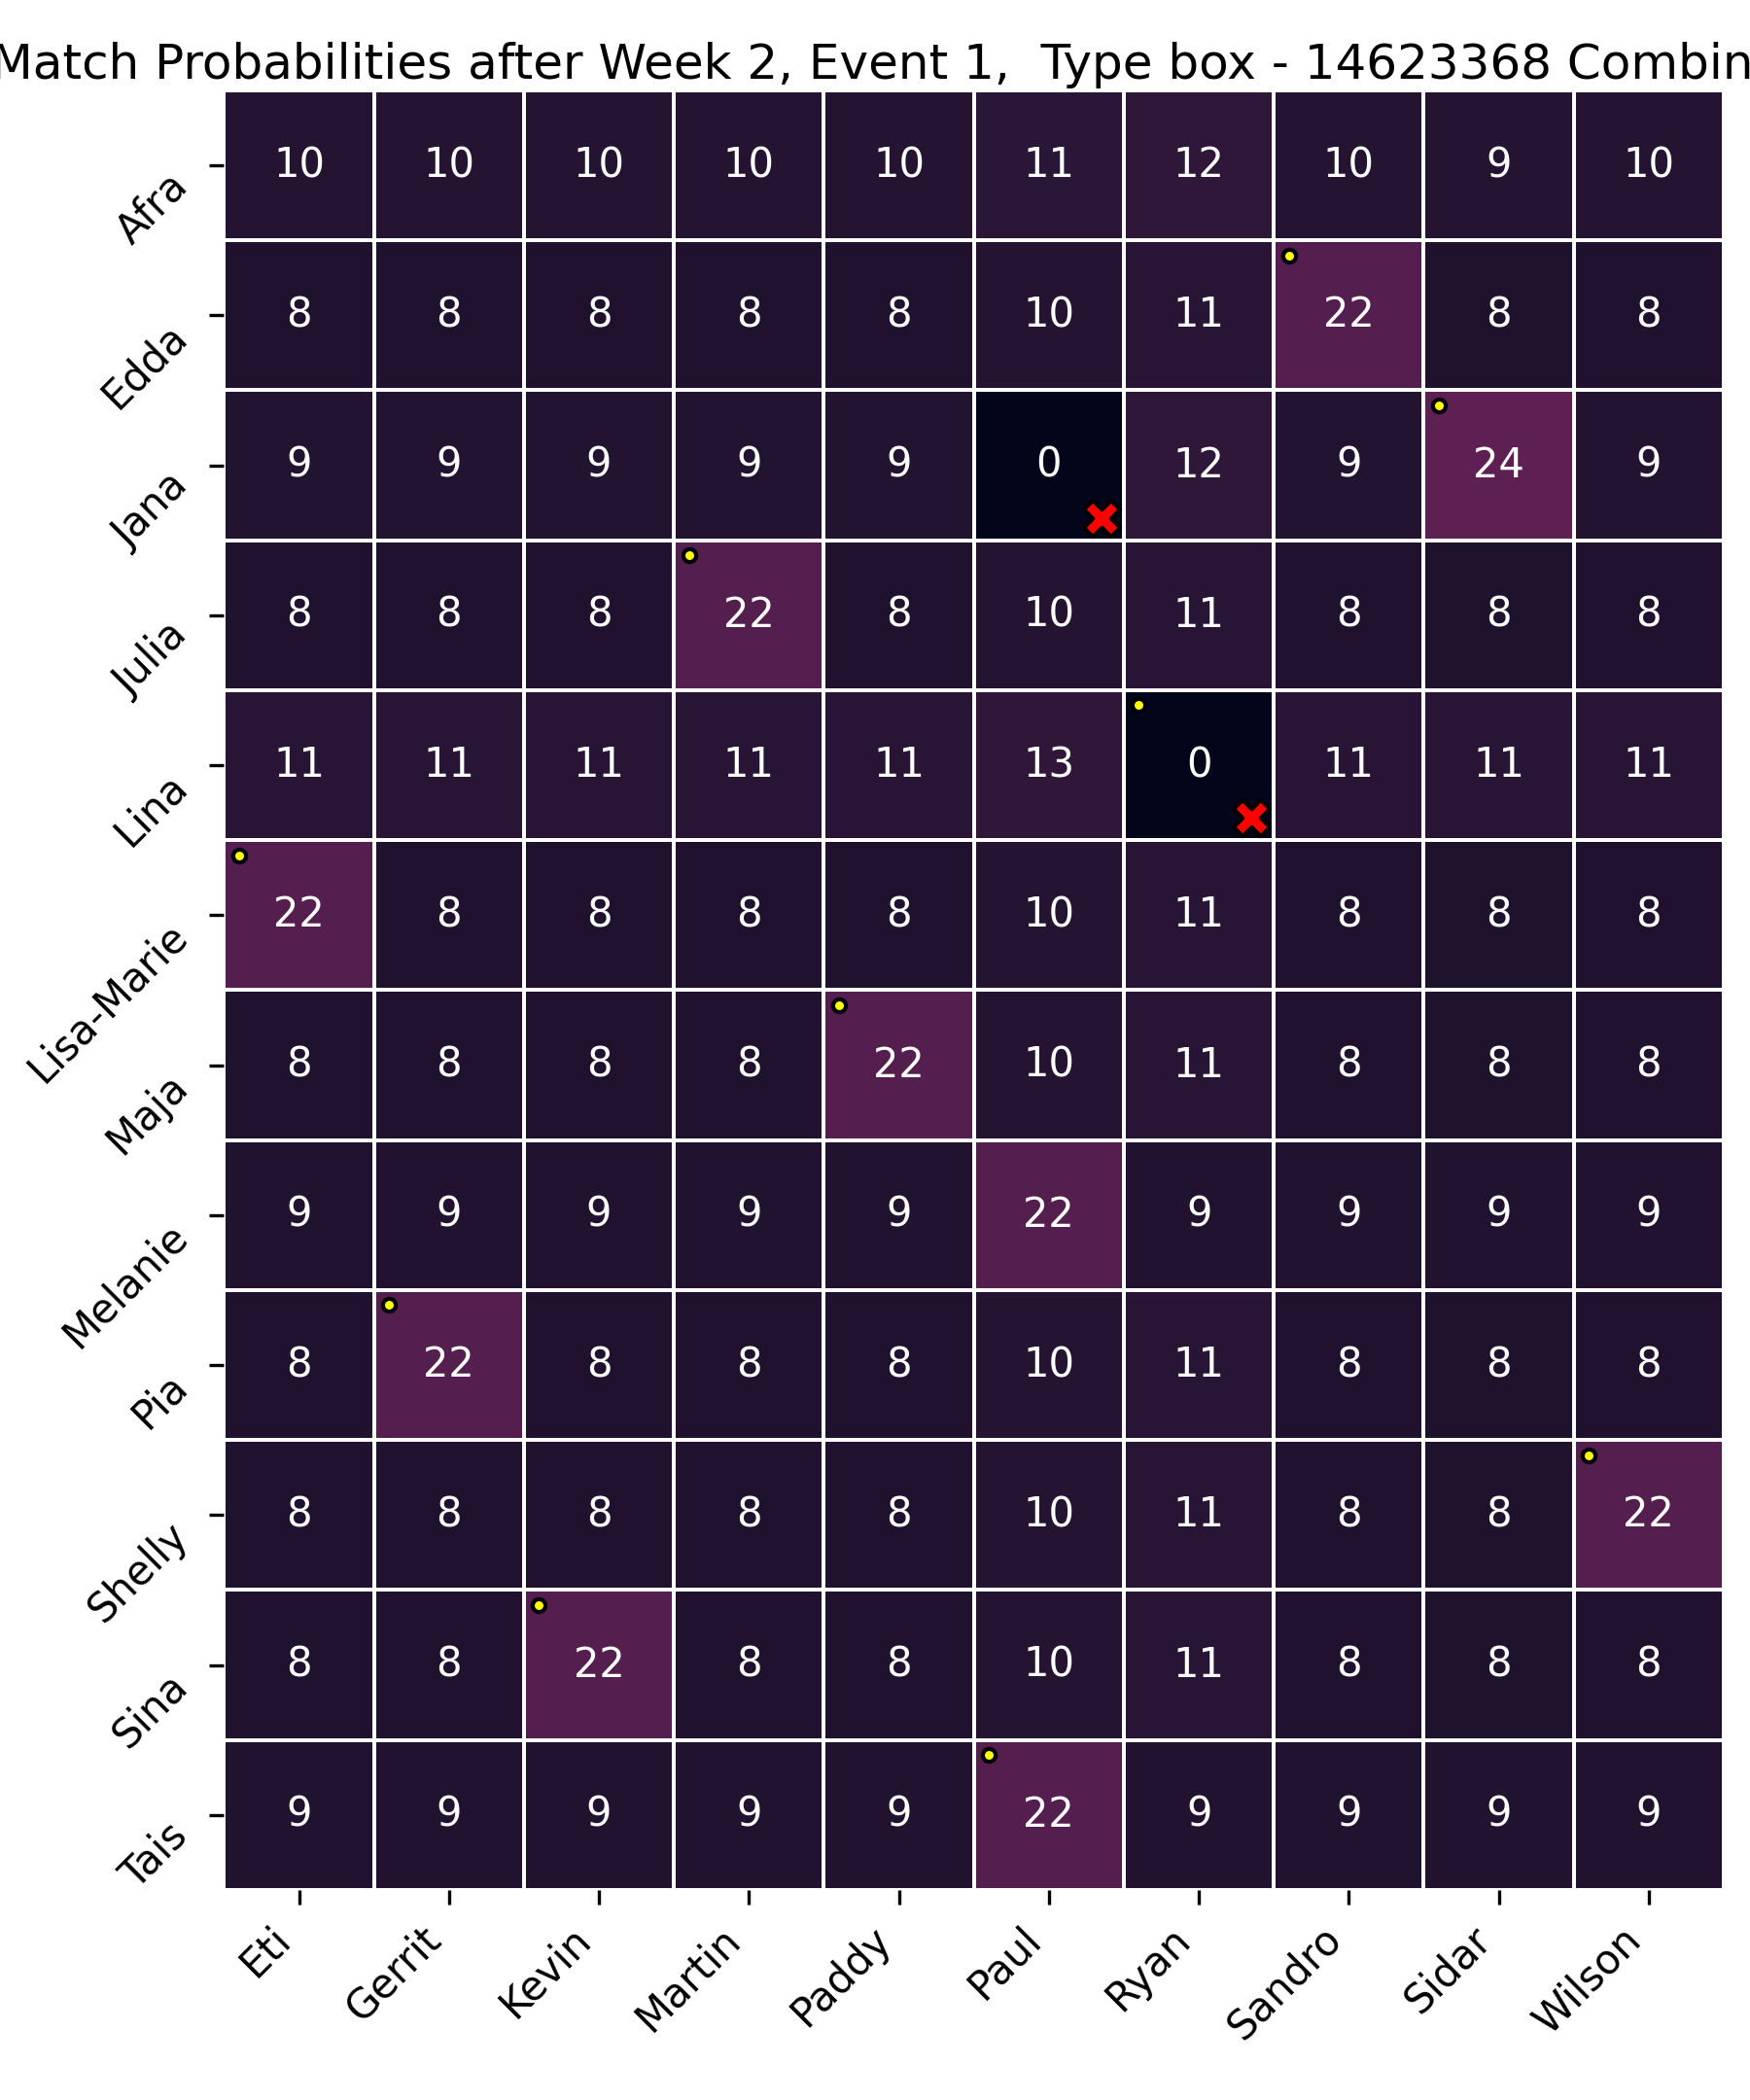 Match Probabilities after Week 2, Event 1, Type box - 14623368 Combin
Afra 10 10 10 10 10 11 12 10 9 10
Edda 8 8 8 8 8 10 11 22 8 8
Jana 9 9 9 9 9 0 12 9 24 9
Julia 8 8 8 22 8 10 11 8 8 8
Lina 11 11 11 11 11 13 0 11 11 11
Lisa-Marie 22 8 8 8 8 10 11 8 8 8
Maja 8 8 8 8 22 10 11 8 8 8
Melanie 9 9 9 9 9 22 9 9 9 9
Pia 8 22 8 8 8 10 11 8 8 8
Shelly 8 8 8 8 8 10 11 8 8 22
Sina 8 8 22 8 8 10 11 8 8 8
Tais 9 9 9 9 9 22 9 9 9 9
Eti Gerrit Kevin Martin Paddy Paul Ryan Sandro Sidar Wilson